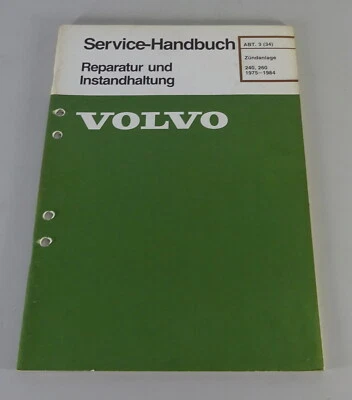 Service-Handbuch
Reparatur und
Instandhaltung
ABT. 3 (34)
Zündanlage
240, 260
1975–1984
VOLVO